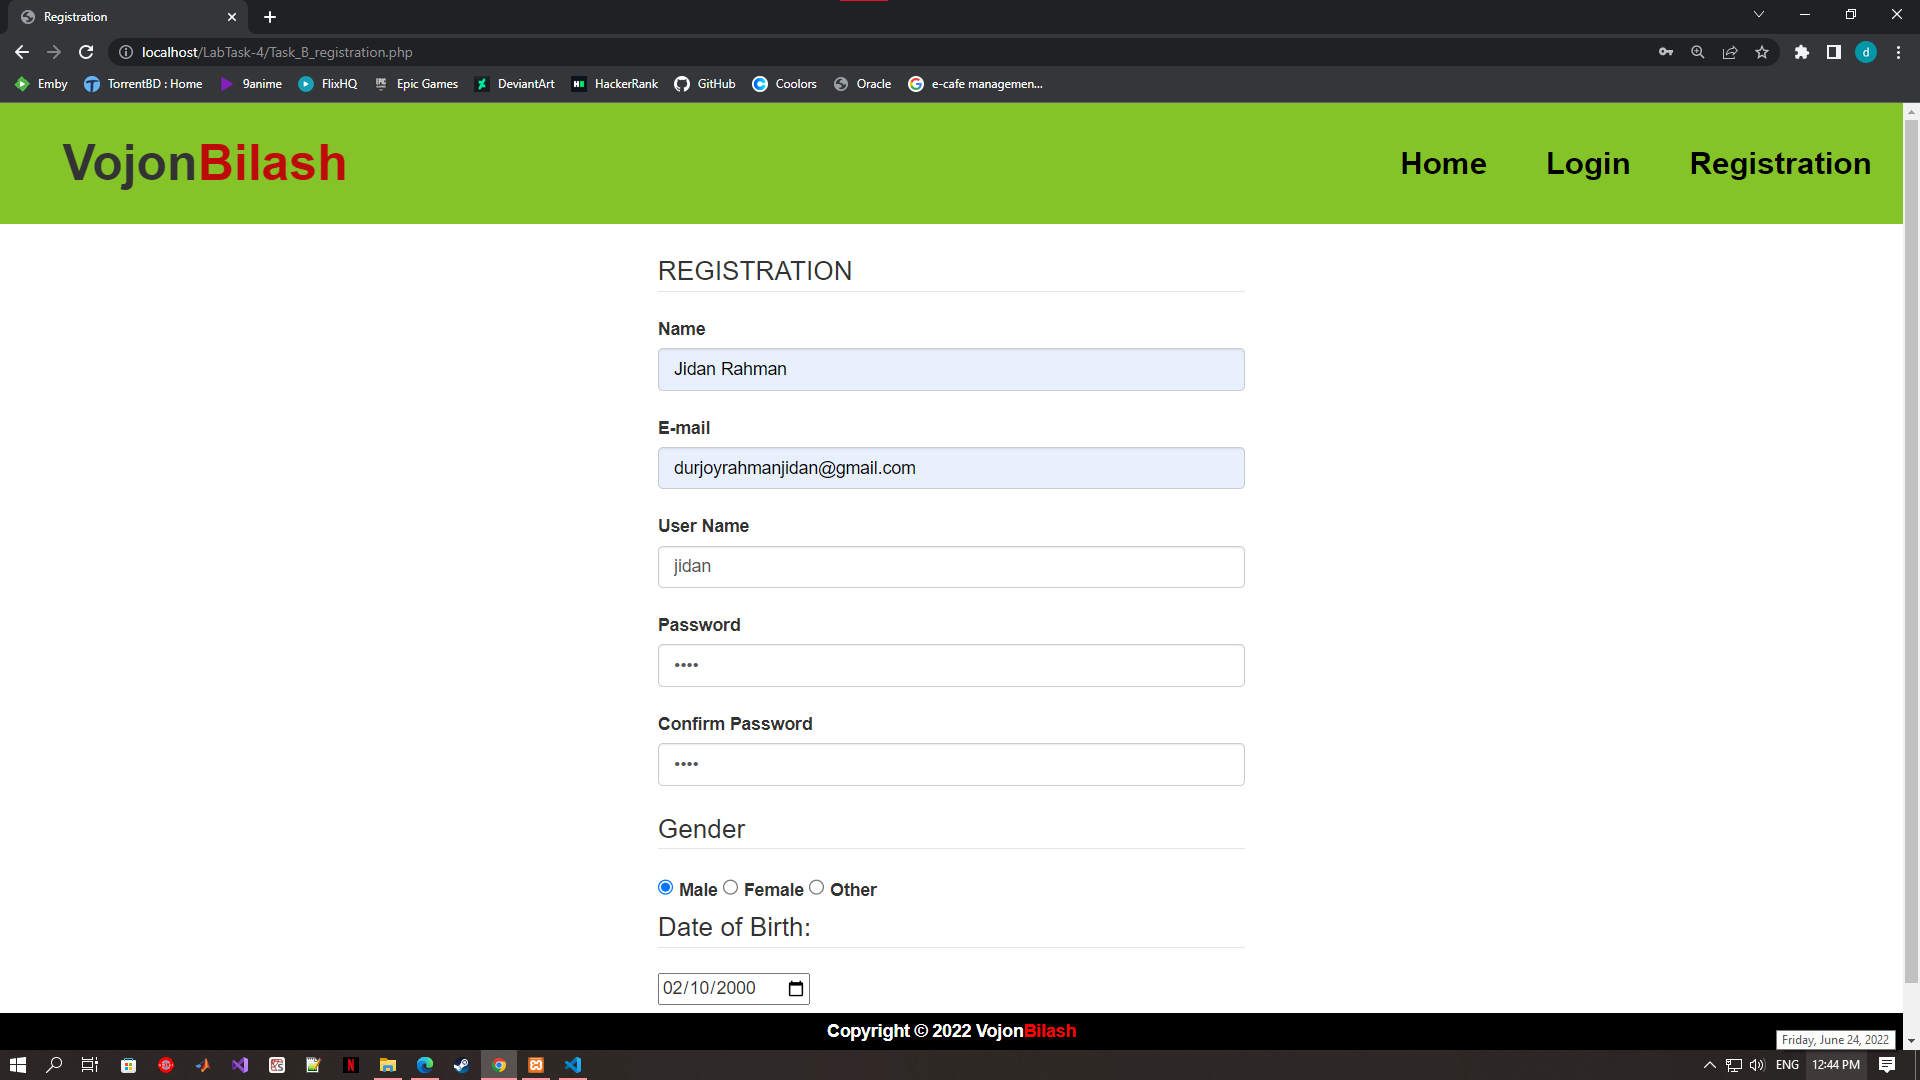 Registration
localhost/LabTask-4/Task_B_registration.php
d
Emby TorrentBD : Home 9anime FlixHQ Epic Games DeviantArt HackerRank GitHub Coolors Oracle e-cafe managemen...
VojonBilash
Home Login Registration
REGISTRATION
Name
Jidan Rahman
E-mail
durjoyrahmanjidan@gmail.com
User Name
jidan
Password
••••
Confirm Password
••••
Gender
Male Female Other
Date of Birth:
02/10/2000
Copyright © 2022 VojonBilash
Friday, June 24, 2022
ENG 12:44 PM